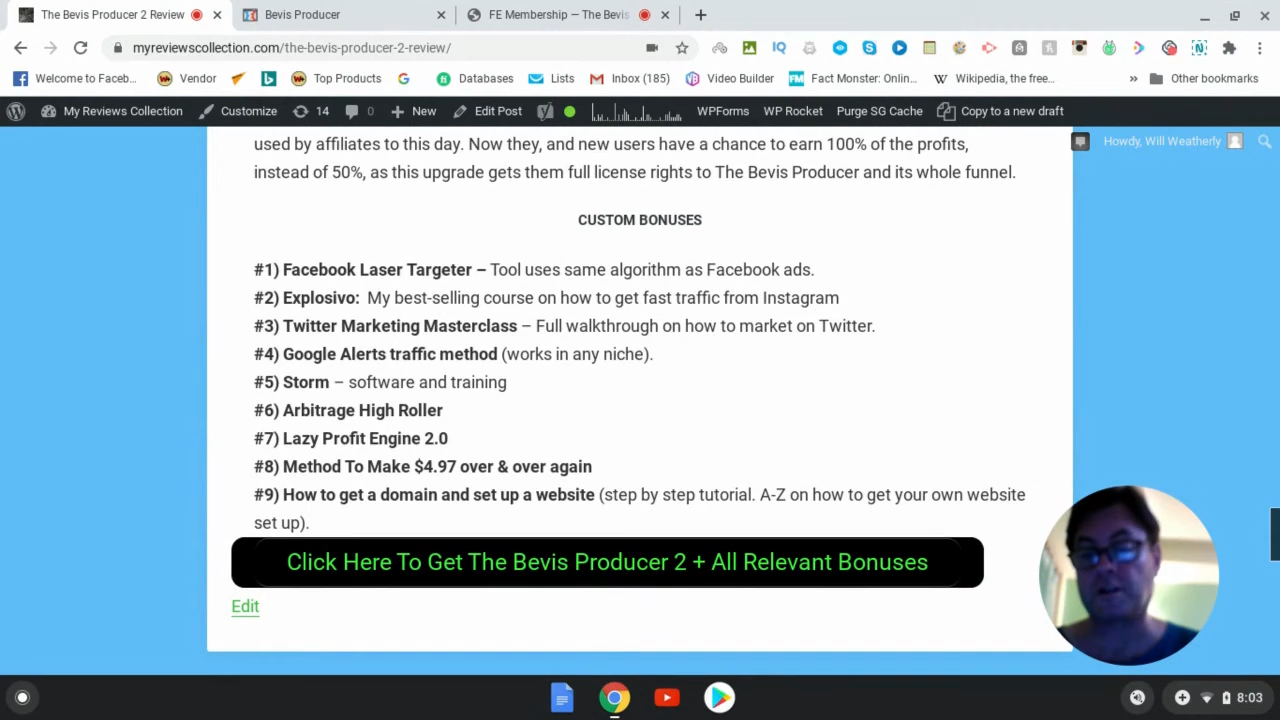 The Bevis Producer 2 Review
Bevis Producer
FE Membership — The Bevis
myreviewscollection.com/the-bevis-producer-2-review/
IQ
Welcome to Faceb...
Vendor
Top Products
Databases
Lists
Inbox (185)
Video Builder
Fact Monster: Onlin...
Wikipedia, the free...
Other bookmarks
My Reviews Collection
Customize
14
0
New
Edit Post
WPForms
WP Rocket
Purge SG Cache
Copy to a new draft
Howdy, Will Weatherly
used by affiliates to this day. Now they, and new users have a chance to earn 100% of the profits,
instead of 50%, as this upgrade gets them full license rights to The Bevis Producer and its whole funnel.
CUSTOM BONUSES
#1) Facebook Laser Targeter – Tool uses same algorithm as Facebook ads.
#2) Explosivo: My best-selling course on how to get fast traffic from Instagram
#3) Twitter Marketing Masterclass – Full walkthrough on how to market on Twitter.
#4) Google Alerts traffic method (works in any niche).
#5) Storm – software and training
#6) Arbitrage High Roller
#7) Lazy Profit Engine 2.0
#8) Method To Make $4.97 over & over again
#9) How to get a domain and set up a website (step by step tutorial. A-Z on how to get your own website
set up).
Click Here To Get The Bevis Producer 2 + All Relevant Bonuses
Edit
8:03